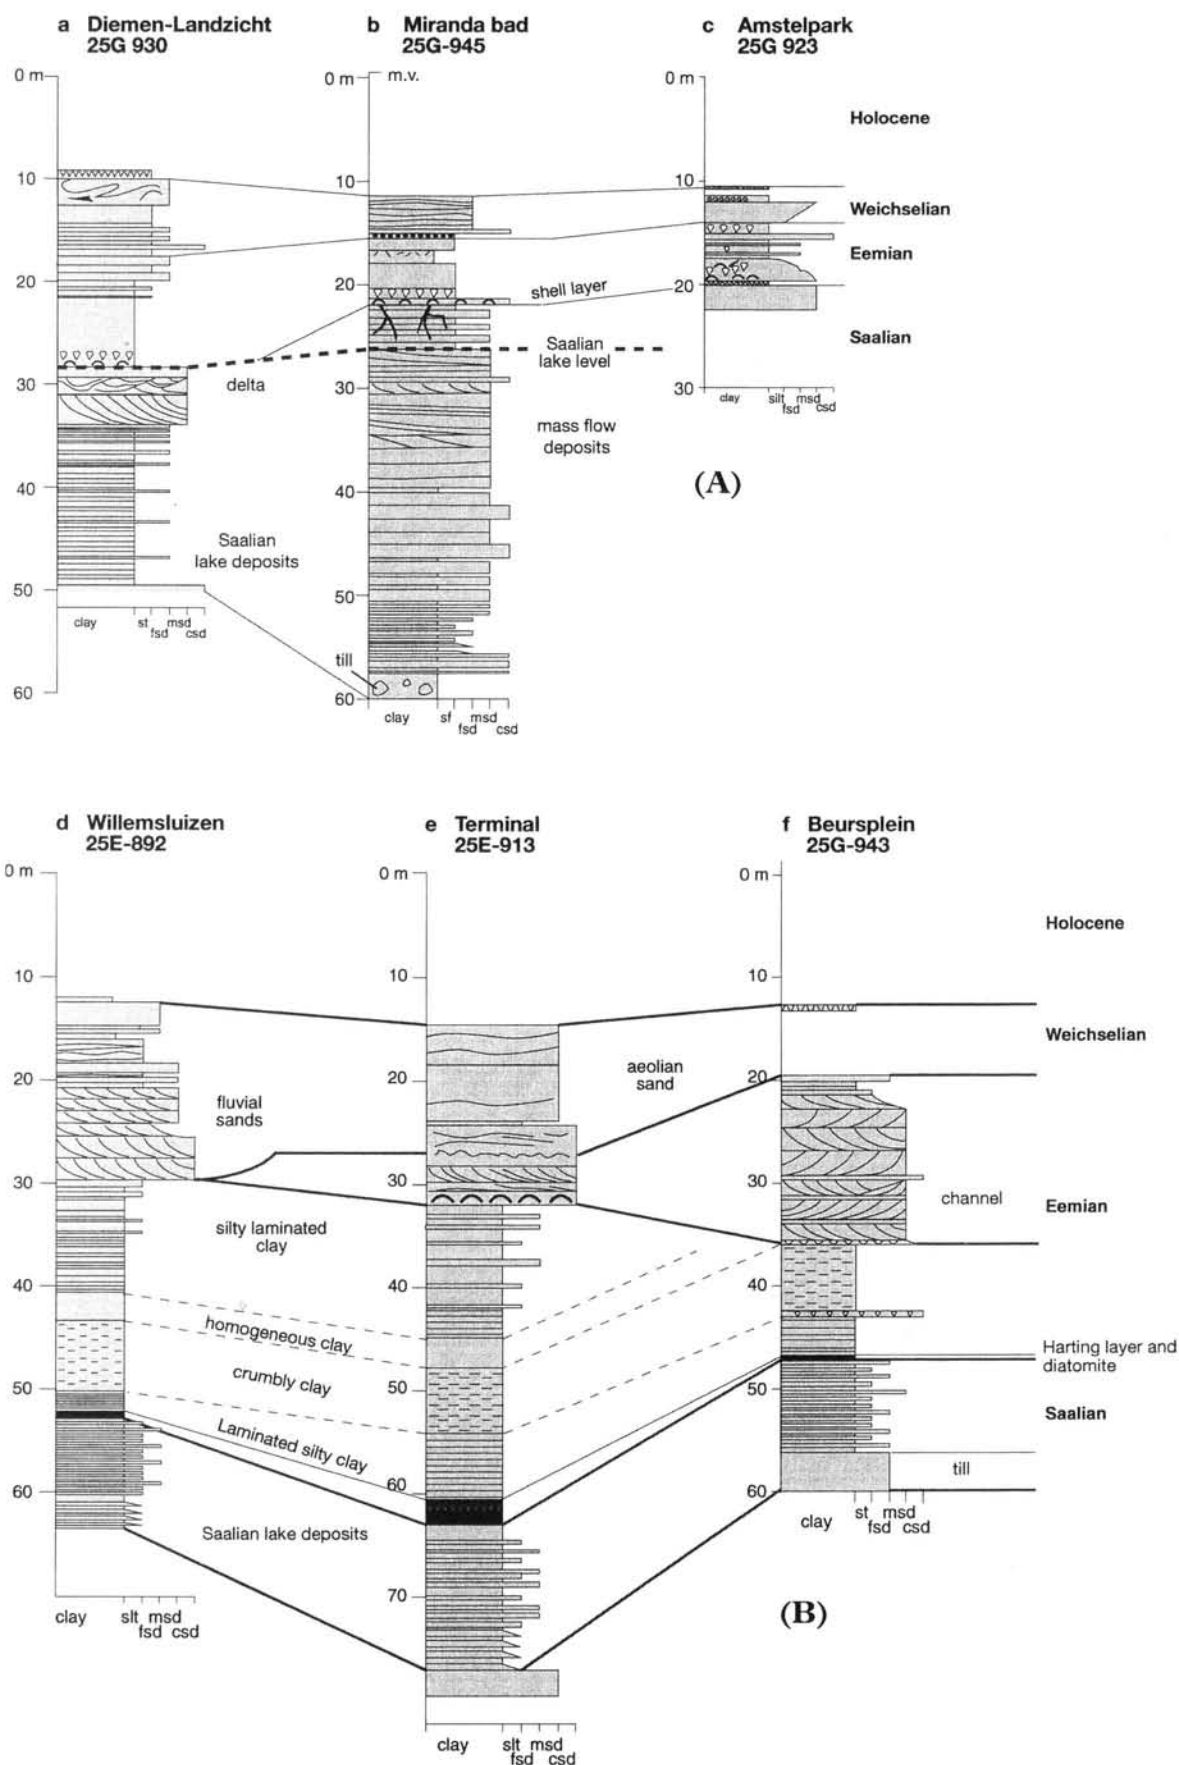 a Diemen-Landzicht
25G 930
b Miranda bad
25G-945
c Amstelpark
25G 923
0 m
10
20
30
40
50
60
clay
st
fsd
msd
csd
0 m
m.v.
10
20
30
40
50
60
till
clay
sf
fsd
msd
csd
0 m
10
20
30
clay
silt
fsd
msd
csd
Holocene
Weichselian
Eemian
Saalian
shell layer
Saalian
lake level
delta
mass flow
deposits
Saalian
lake deposits
(A)
d Willemsluizen
25E-892
e Terminal
25E-913
f Beursplein
25G-943
0 m
10
20
30
40
50
60
clay
slt
fsd
msd
csd
0 m
10
20
30
40
50
60
70
clay
slt
fsd
msd
csd
0 m
10
20
30
40
50
60
clay
st
fsd
msd
csd
Holocene
Weichselian
aeolian
sand
fluvial
sands
channel
Eemian
silty laminated
clay
homogeneous clay
crumbly clay
Laminated silty clay
Harting layer and
diatomite
Saalian
till
Saalian lake deposits
(B)